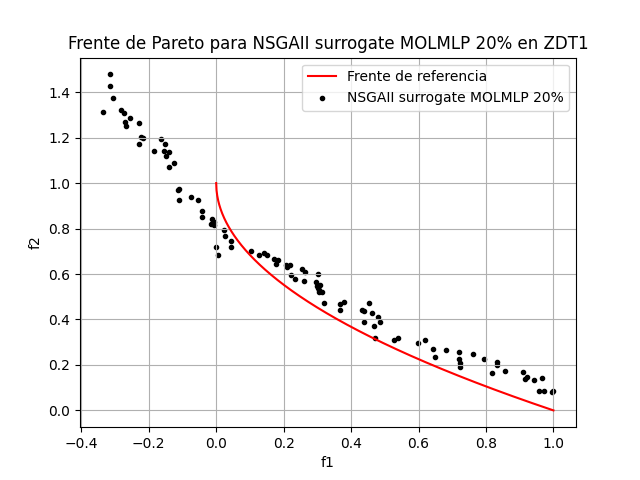 Frente de Pareto para NSGAII surrogate MOLMLP 20% en ZDT1
Frente de referencia
NSGAII surrogate MOLMLP 20%
f2
1.4
1.2
1.0
0.8
0.6
0.4
0.2
0.0
−0.4 −0.2 0.0 0.2 0.4 0.6 0.8 1.0
f1